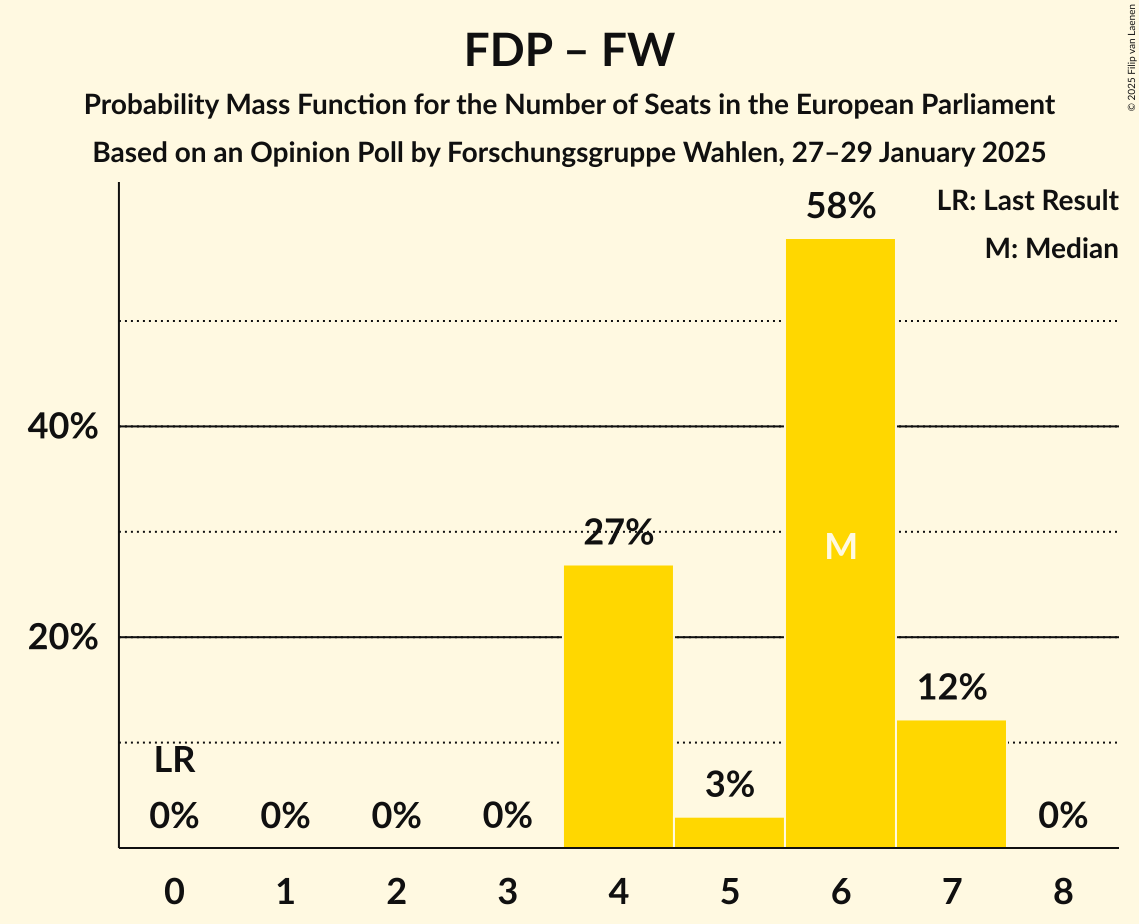 FDP – FW
Probability Mass Function for the Number of Seats in the European Parliament
Based on an Opinion Poll by Forschungsgruppe Wahlen, 27–29 January 2025
© 2025 Filip van Laenen
LR: Last Result
M: Median
58%
40%
27%
M
20%
12%
LR
3%
0% 0% 0% 0% 0%
0 1 2 3 4 5 6 7 8